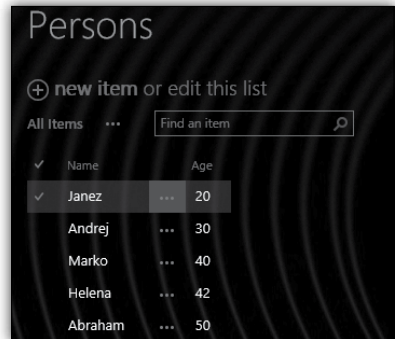 Persons
new item or edit this list
All Items ... Find an item
Name Age
Janez ... 20
Andrej ... 30
Marko ... 40
Helena ... 42
Abraham ... 50